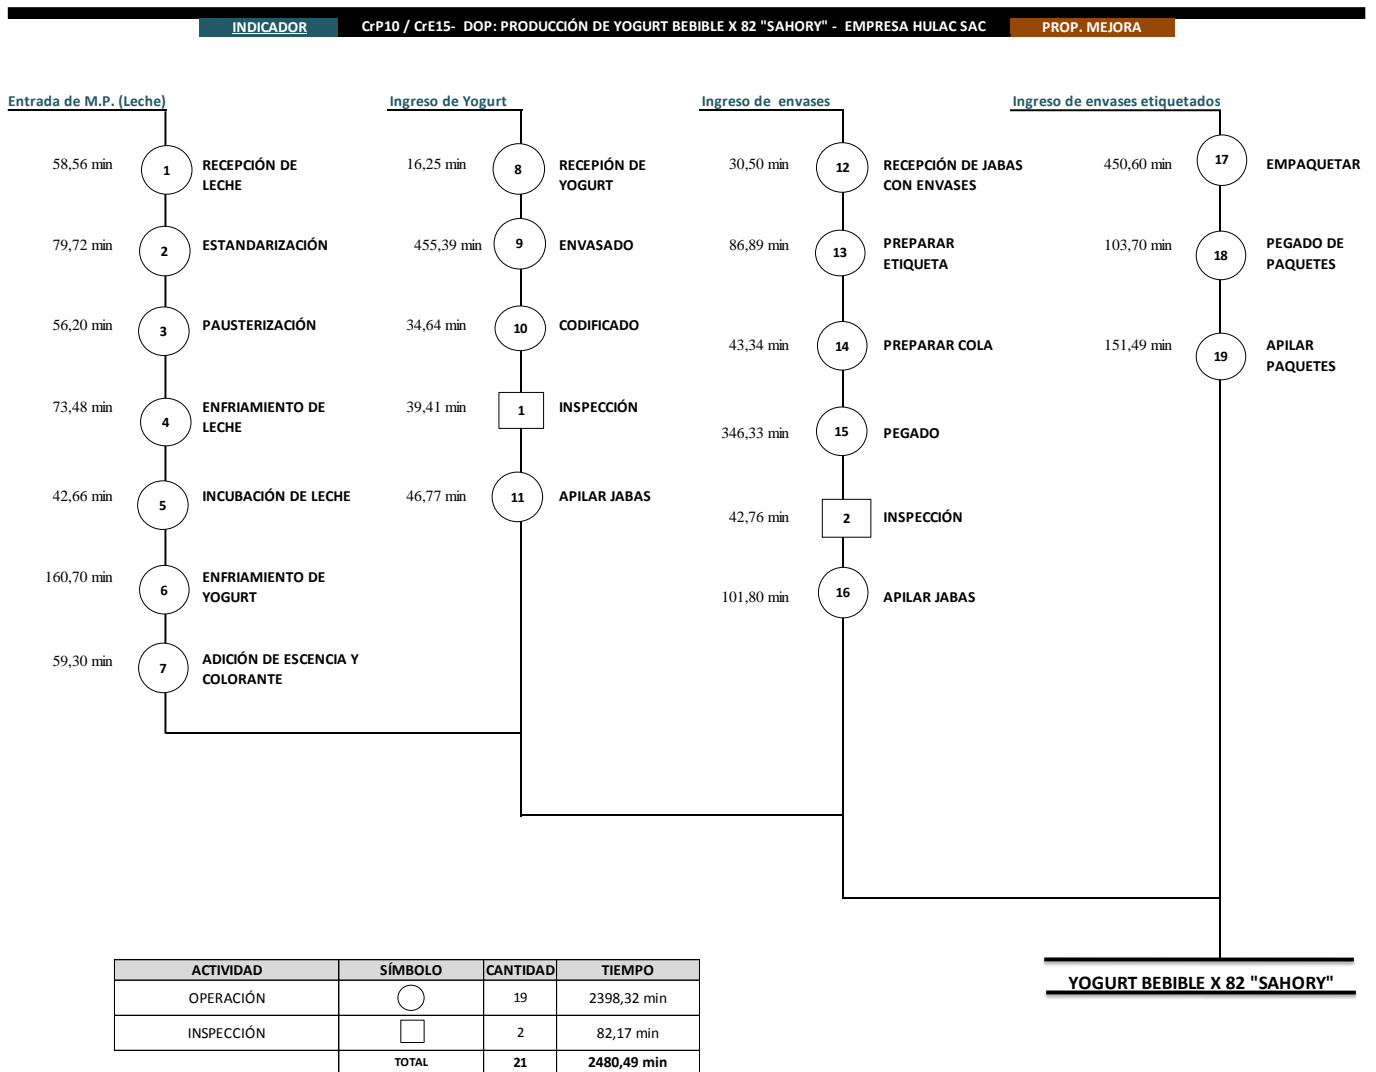 INDICADOR CrP10 / CrE15- DOP: PRODUCCIÓN DE YOGURT BEBIBLE X 82 "SAHORY" - EMPRESA HULAC SAC PROP. MEJORA
Entrada de M.P. (Leche)
58,56 min 1 RECEPCIÓN DE
LECHE
79,72 min 2 ESTANDARIZACIÓN
56,20 min 3 PAUSTERIZACIÓN
73,48 min 4 ENFRIAMIENTO DE
LECHE
42,66 min 5 INCUBACIÓN DE LECHE
160,70 min 6 ENFRIAMIENTO DE
YOGURT
59,30 min 7 ADICIÓN DE ESCENCIA Y
COLORANTE
Ingreso de Yogurt
16,25 min 8 RECEPIÓN DE
YOGURT
455,39 min 9 ENVASADO
34,64 min 10 CODIFICADO
39,41 min 1 INSPECCIÓN
46,77 min 11 APILAR JABAS
Ingreso de envases
30,50 min 12 RECEPCIÓN DE JABAS
CON ENVASES
86,89 min 13 PREPARAR
ETIQUETA
43,34 min 14 PREPARAR COLA
346,33 min 15 PEGADO
42,76 min 2 INSPECCIÓN
101,80 min 16 APILAR JABAS
Ingreso de envases etiquetados
450,60 min 17 EMPAQUETAR
103,70 min 18 PEGADO DE
PAQUETES
151,49 min 19 APILAR
PAQUETES
YOGURT BEBIBLE X 82 "SAHORY"
ACTIVIDAD SÍMBOLO CANTIDAD TIEMPO
OPERACIÓN 19 2398,32 min
INSPECCIÓN 2 82,17 min
TOTAL 21 2480,49 min